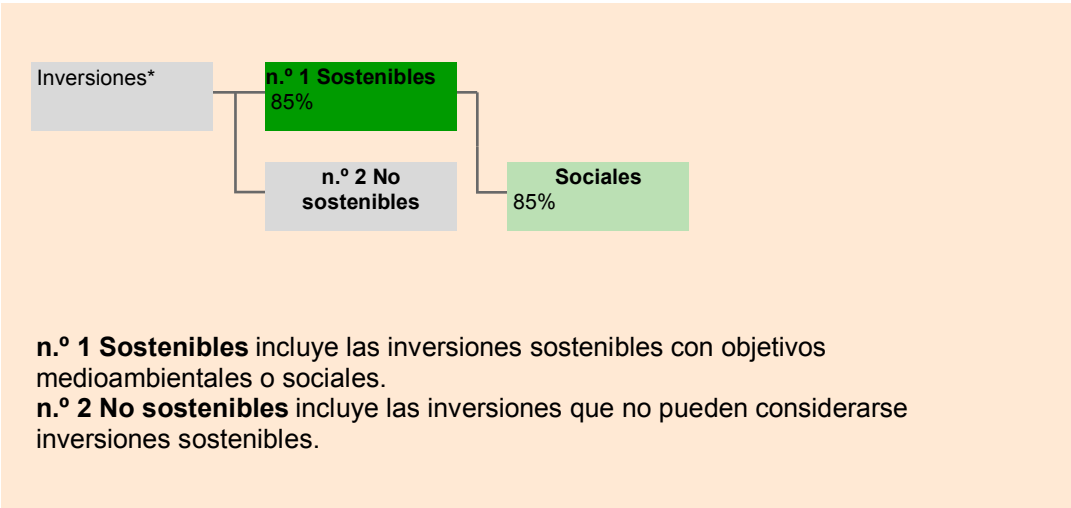 Inversiones*
n.º 1 Sostenibles
85%
n.º 2 No
sostenibles
Sociales
85%
n.º 1 Sostenibles incluye las inversiones sostenibles con objetivos
medioambientales o sociales.
n.º 2 No sostenibles incluye las inversiones que no pueden considerarse
inversiones sostenibles.